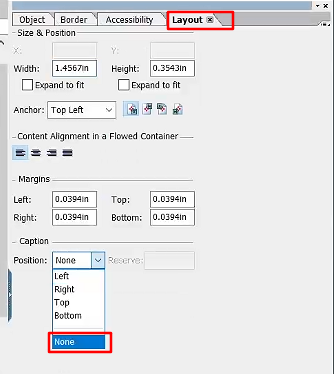 Object Border Accessibility Layout
Size & Position
X: Y:
Width: 1.4567in Height: 0.3543in
Expand to fit Expand to fit
Anchor: Top Left
Content Alignment in a Flowed Container
Margins
Left: 0.0394in Top: 0.0394in
Right: 0.0394in Bottom: 0.0394in
Caption
Position: None Reserve:
Left
Right
Top
Bottom
None